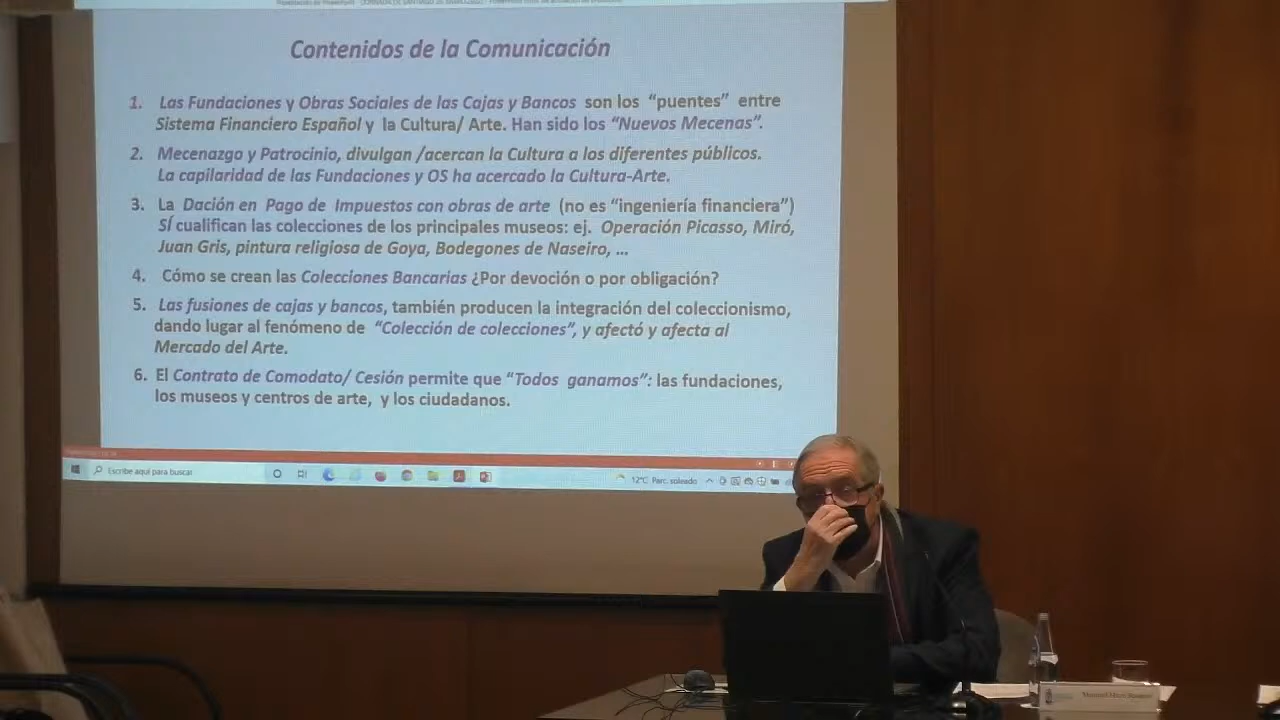 Contenidos de la Comunicación
1. Las Fundaciones y Obras Sociales de las Cajas y Bancos son los “puentes” entre
Sistema Financiero Español y la Cultura/ Arte. Han sido los “Nuevos Mecenas”.
2. Mecenazgo y Patrocinio, divulgan /acercan la Cultura a los diferentes públicos.
La capilaridad de las Fundaciones y OS ha acercado la Cultura-Arte.
3. La Dación en Pago de Impuestos con obras de arte (no es “ingeniería financiera”)
SÍ cualifican las colecciones de los principales museos: ej. Operación Picasso, Miró,
Juan Gris, pintura religiosa de Goya, Bodegones de Naseiro, ...
4. Cómo se crean las Colecciones Bancarias ¿Por devoción o por obligación?
5. Las fusiones de cajas y bancos, también producen la integración del coleccionismo,
dando lugar al fenómeno de “Colección de colecciones”, y afectó y afecta al
Mercado del Arte.
6. El Contrato de Comodato/ Cesión permite que “Todos ganamos”: las fundaciones,
los museos y centros de arte, y los ciudadanos.
Escribe aquí para buscar
12°C Parc. soleado